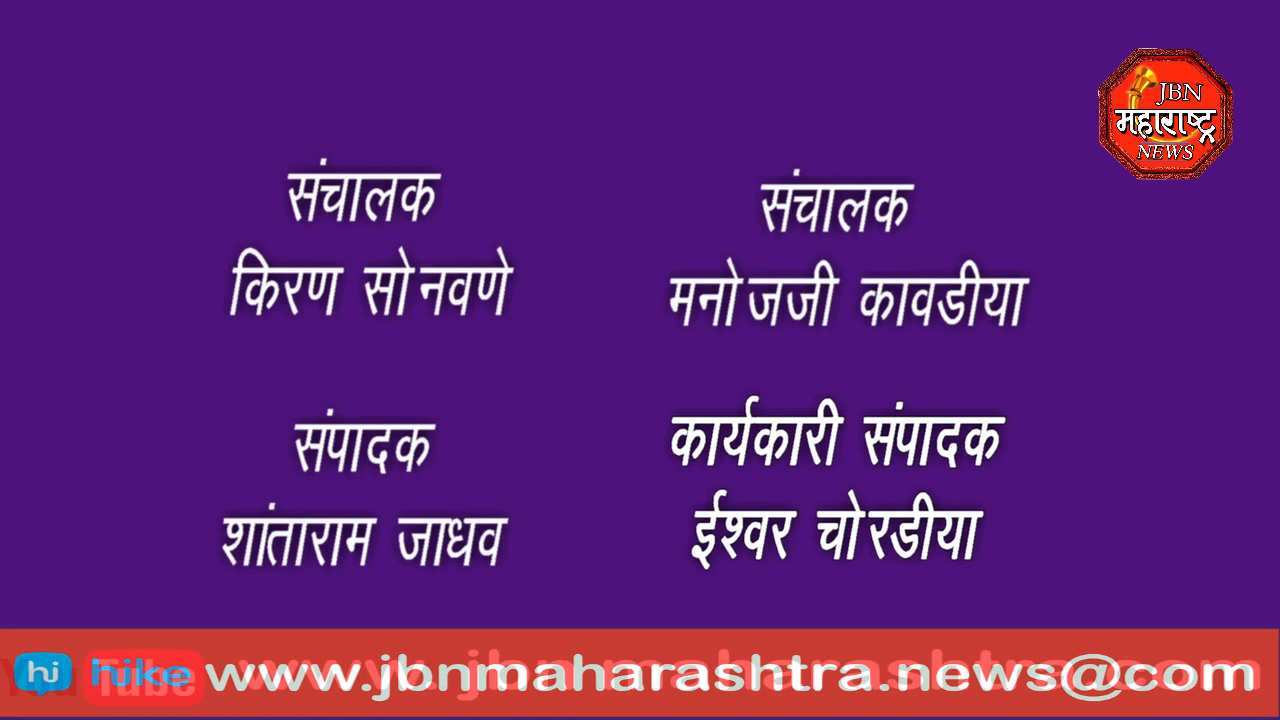 JBN
महाराष्ट्र
NEWS
संचालक
किरण सोनवणे
संचालक
मनोजजी कावडीया
संपादक
शांताराम जाधव
कार्यकारी संपादक
ईश्वर चोरडीया
hi hike www.jbnmaharashtra.news@com
YouTube